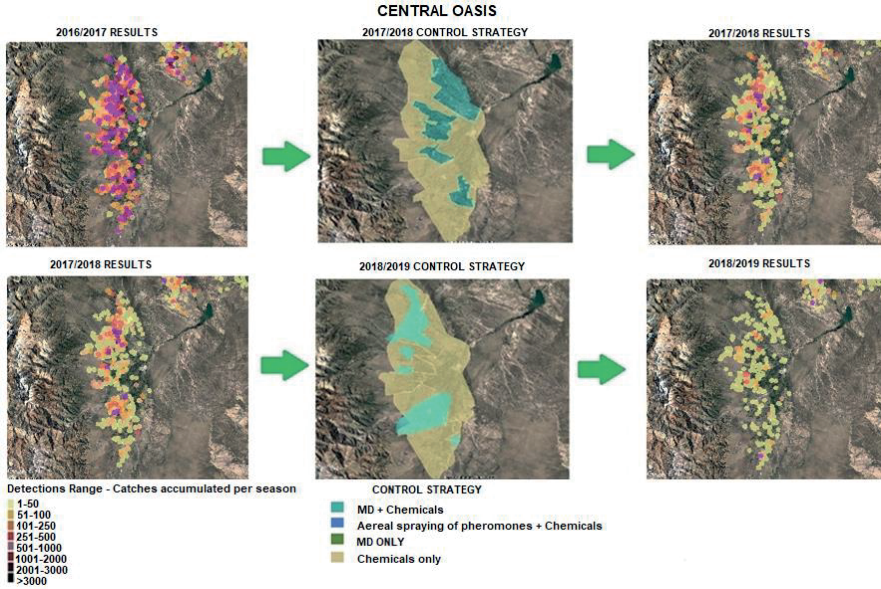 CENTRAL OASIS
2016/2017 RESULTS
2017/2018 CONTROL STRATEGY
2017/2018 RESULTS
2017/2018 RESULTS
2018/2019 CONTROL STRATEGY
2018/2019 RESULTS
Detections Range - Catches accumulated per season
1-50
51-100
101-250
251-500
501-1000
1001-2000
2001-3000
>3000
CONTROL STRATEGY
MD + Chemicals
Aereal spraying of pheromones + Chemicals
MD ONLY
Chemicals only